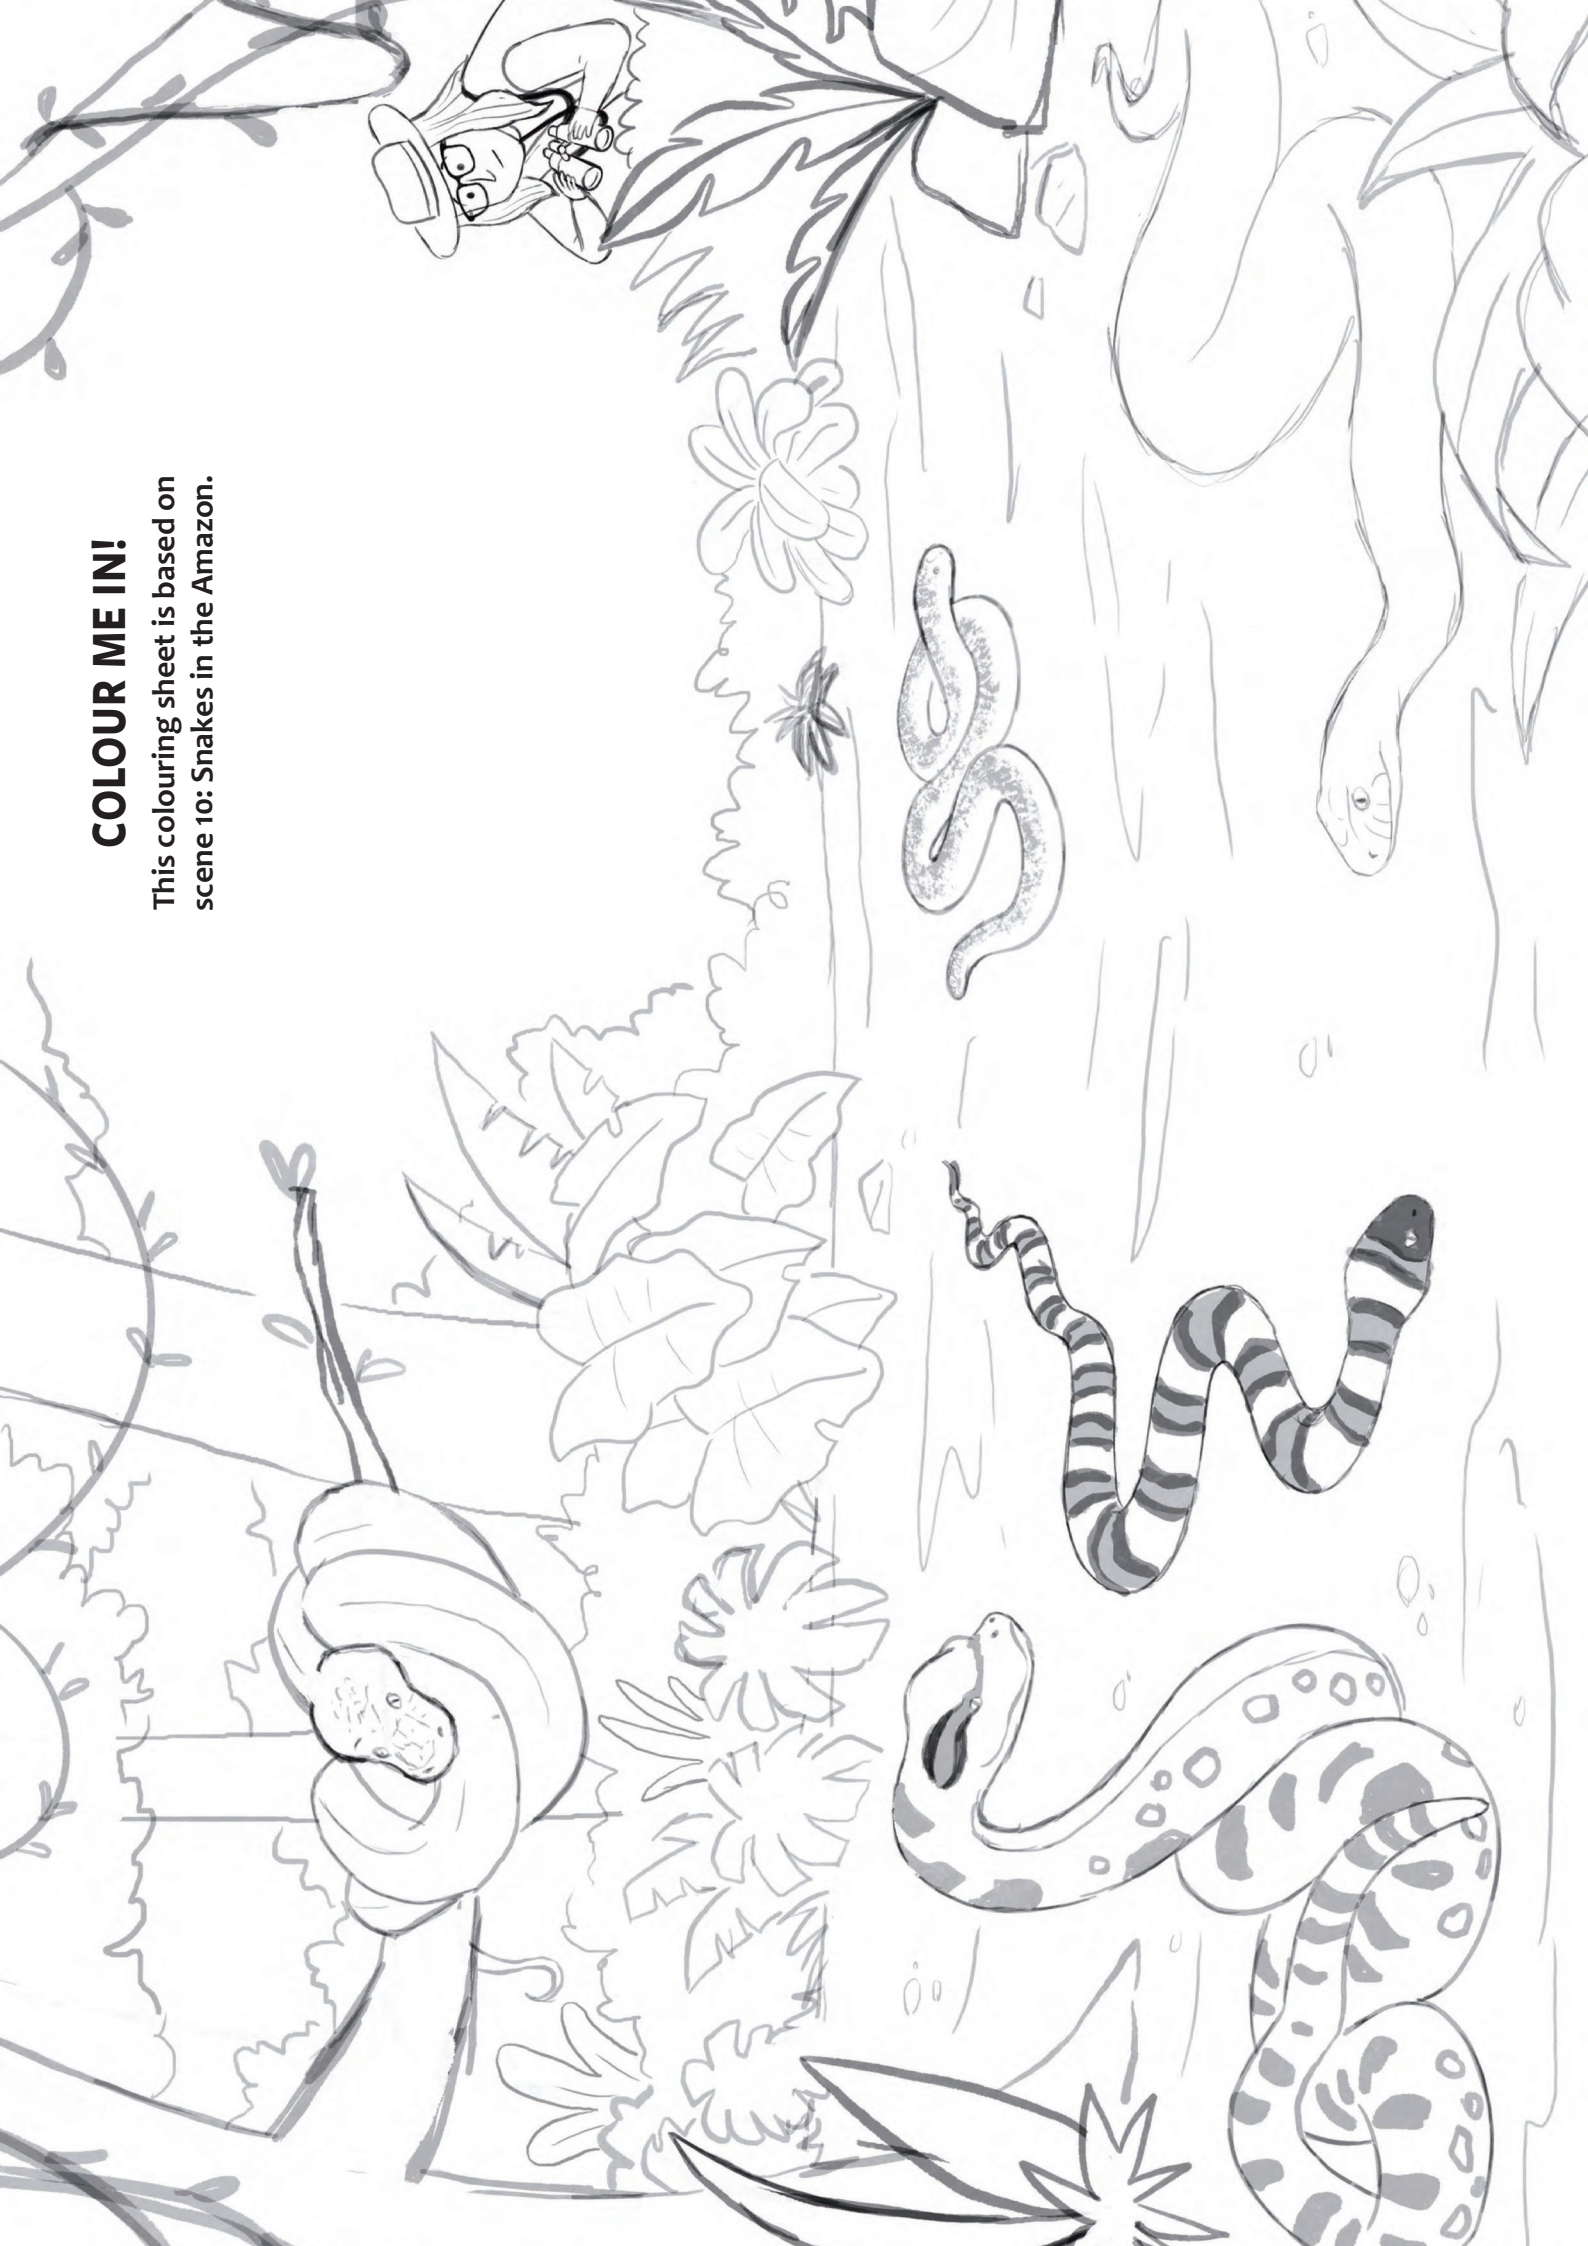 COLOUR ME IN!
This colouring sheet is based on
scene 10: Snakes in the Amazon.